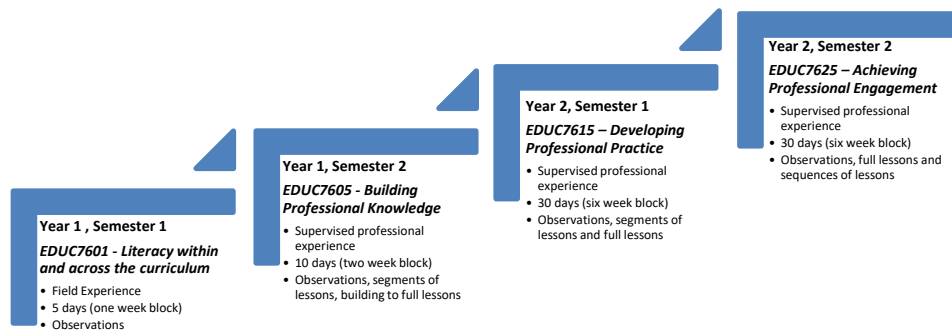 Year 1 , Semester 1
EDUC7601 - Literacy within
and across the curriculum
• Field Experience
• 5 days (one week block)
• Observations
Year 1, Semester 2
EDUC7605 - Building
Professional Knowledge
• Supervised professional
experience
• 10 days (two week block)
• Observations, segments of
lessons, building to full lessons
Year 2, Semester 1
EDUC7615 – Developing
Professional Practice
• Supervised professional
experience
• 30 days (six week block)
• Observations, segments of
lessons and full lessons
Year 2, Semester 2
EDUC7625 – Achieving
Professional Engagement
• Supervised professional
experience
• 30 days (six week block)
• Observations, full lessons and
sequences of lessons